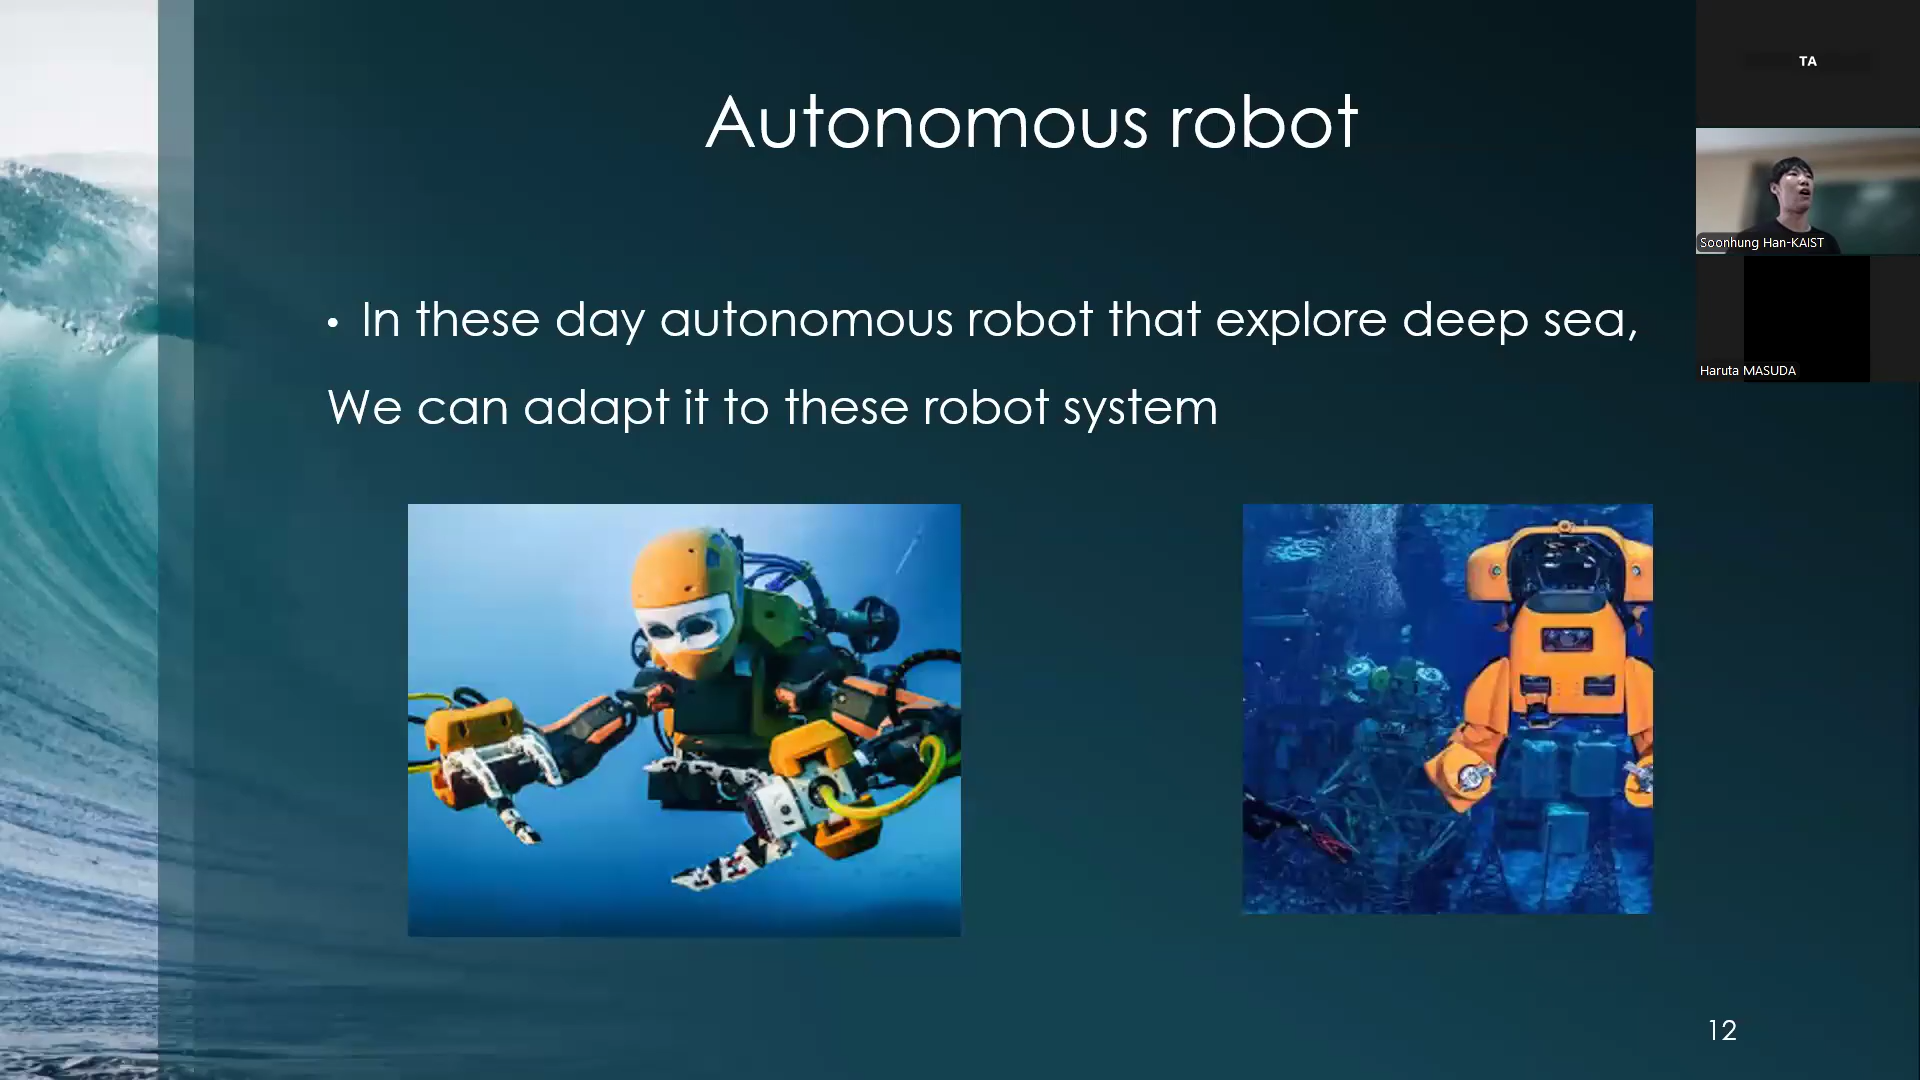 Autonomous robot
• In these day autonomous robot that explore deep sea,
We can adapt it to these robot system
12
TA
Soonhung Han-KAIST
Haruta MASUDA